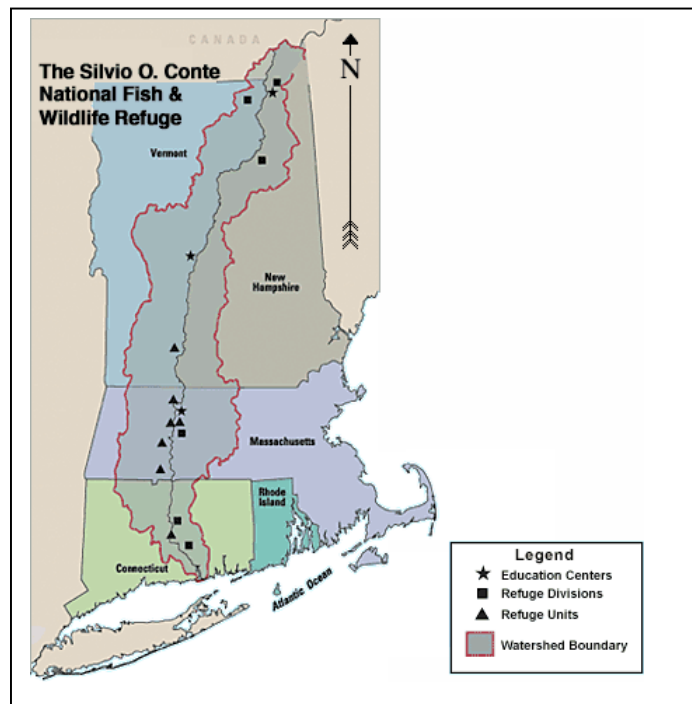 CANADA
The Silvio O. Conte
National Fish &
Wildlife Refuge
N
Vermont
New
Hampshire
Massachusetts
Rhode
Island
Connecticut
Atlantic Ocean
Legend
Education Centers
Refuge Divisions
Refuge Units
Watershed Boundary